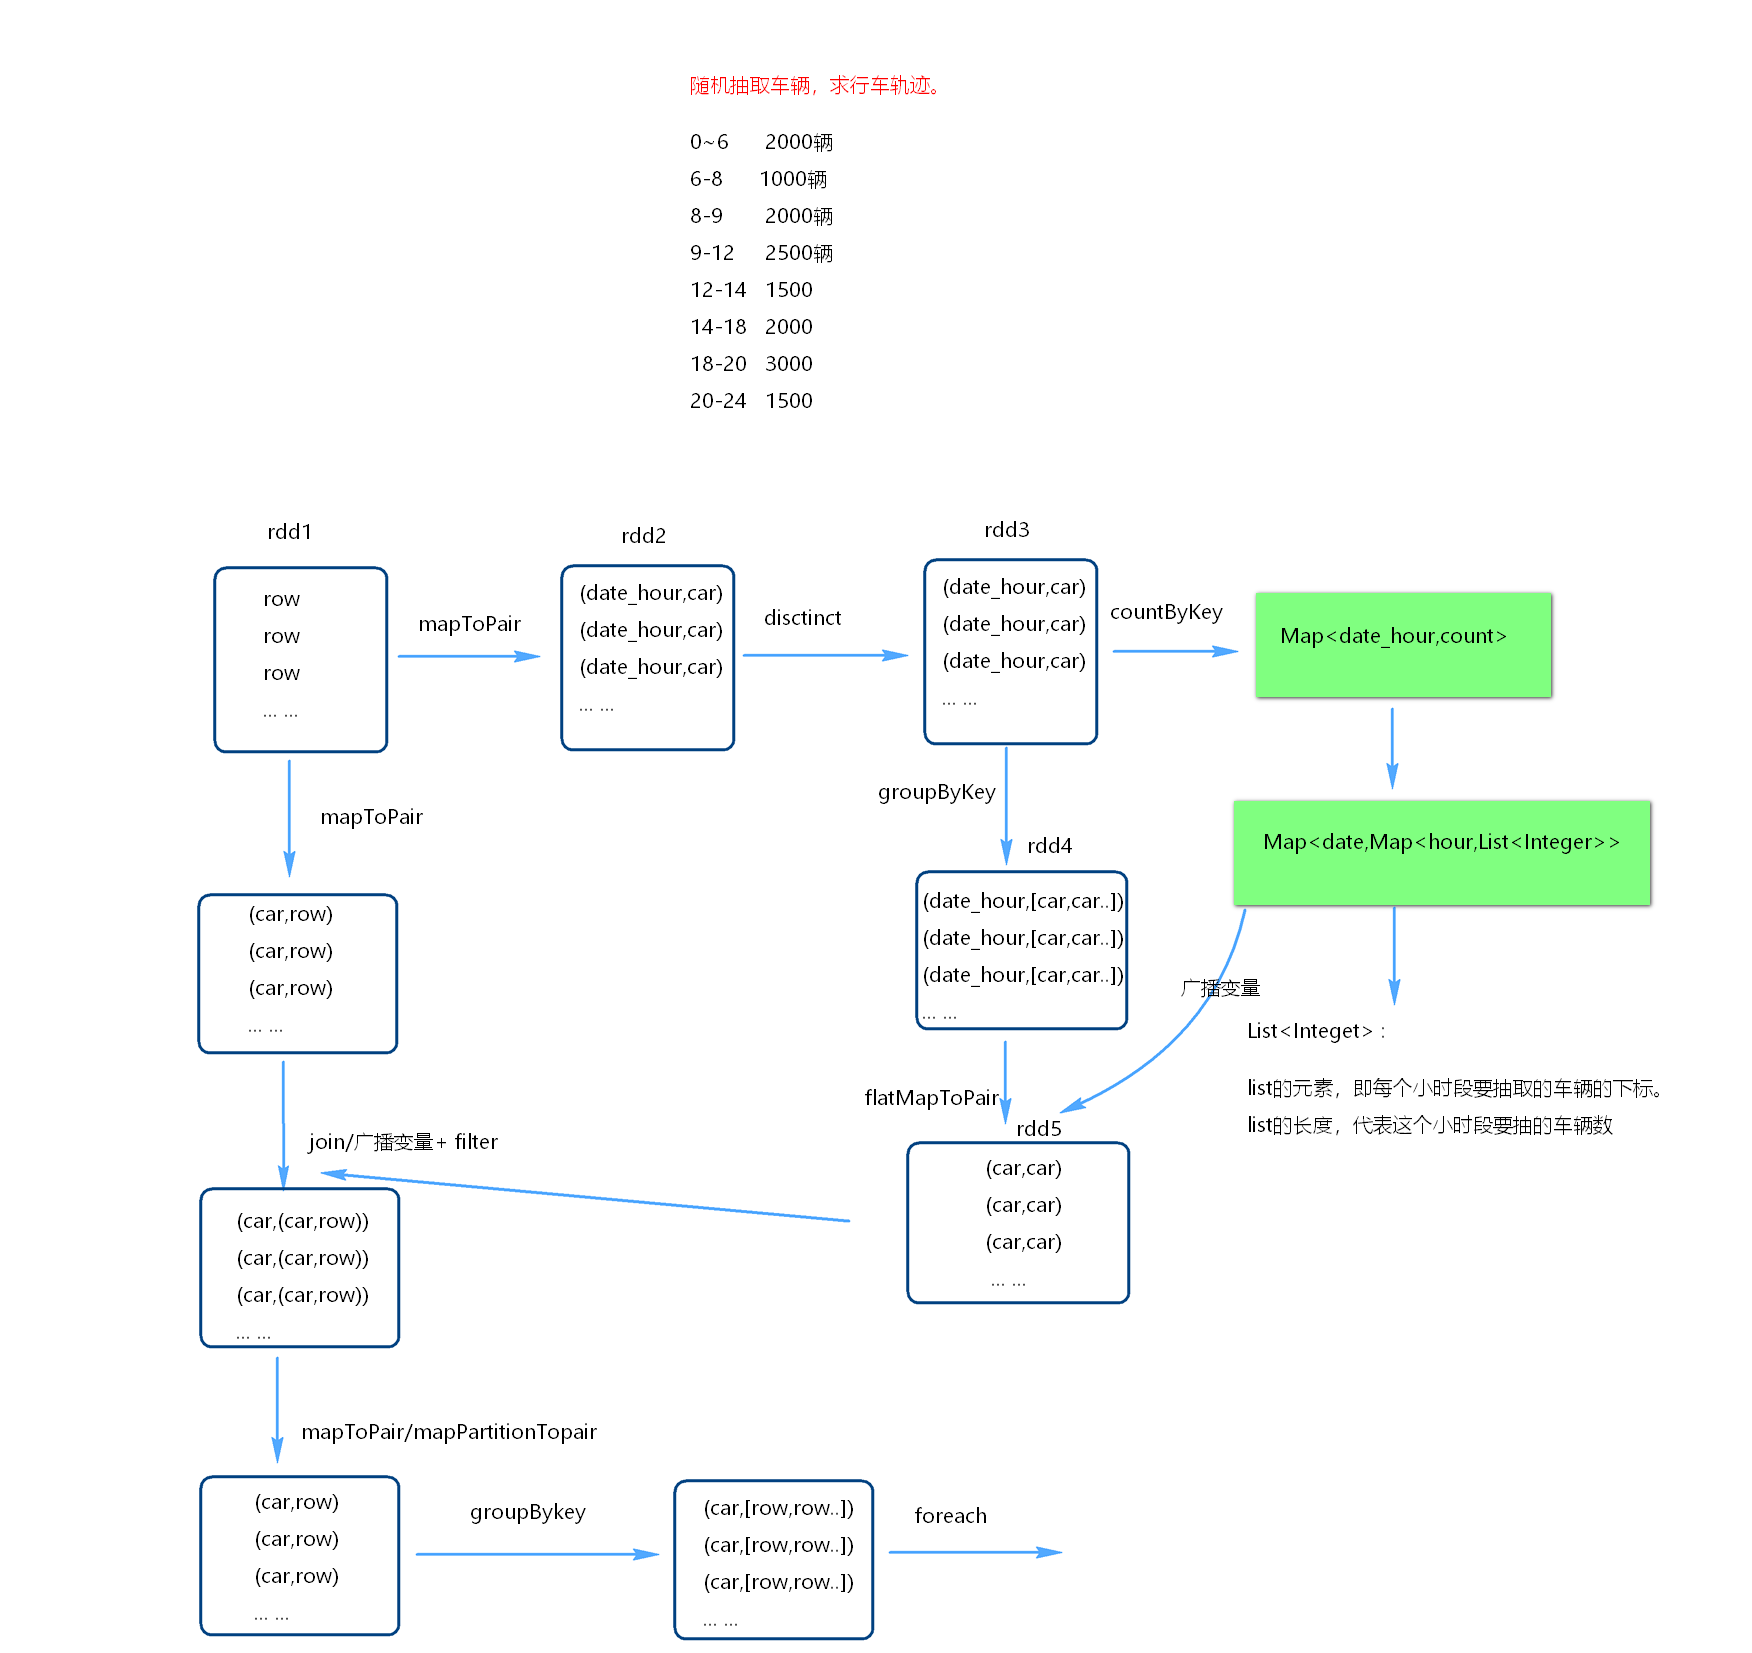 随机抽取车辆，求行车轨迹。
0~6 2000辆
6-8 1000辆
8-9 2000辆
9-12 2500辆
12-14 1500
14-18 2000
18-20 3000
20-24 1500
rdd1
row
row
row
... ...
mapToPair
rdd2
(date_hour,car)
(date_hour,car)
(date_hour,car)
... ...
disctinct
rdd3
(date_hour,car)
(date_hour,car)
(date_hour,car)
... ...
countByKey
Map<date_hour,count>
mapToPair
groupByKey
rdd4
(date_hour,[car,car..])
(date_hour,[car,car..])
(date_hour,[car,car..])
... ...
Map<date,Map<hour,List<Integer>>
广播变量
List<Integet>：
list的元素，即每个小时段要抽取的车辆的下标。
list的长度，代表这个小时段要抽的车辆数
(car,row)
(car,row)
(car,row)
... ...
flatMapToPair
rdd5
(car,car)
(car,car)
(car,car)
... ...
join/广播变量+ filter
(car,(car,row))
(car,(car,row))
(car,(car,row))
... ...
mapToPair/mapPartitionTopair
(car,row)
(car,row)
(car,row)
... ...
groupBykey
(car,[row,row..])
(car,[row,row..])
(car,[row,row..])
... ...
foreach